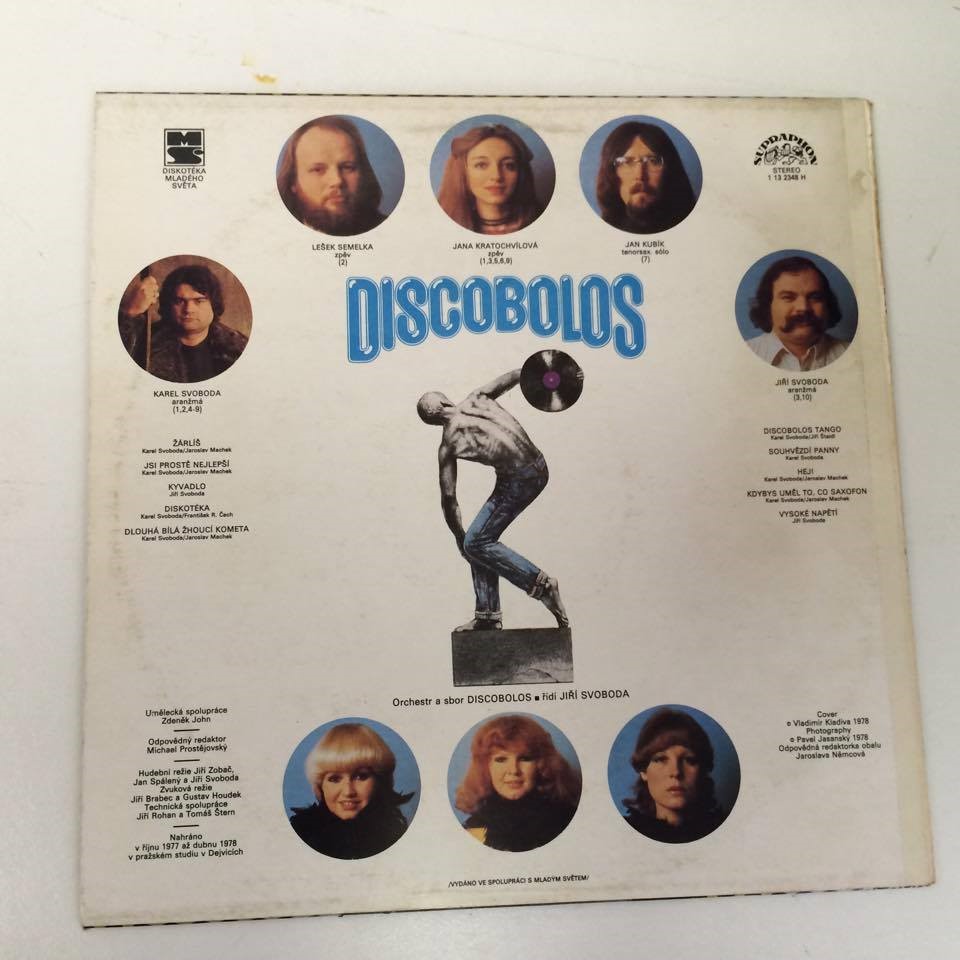 MS
DISKOTÉKA
MLADÉHO
SVĚTA
SUPRAPHON
STEREO
1 13 2348 H
LEŠEK SEMELKA
zpěv
(2)
JANA KRATOCHVÍLOVÁ
zpěv
(1,3,5,6,9)
JAN KUBÍK
tenorsax. sólo
(7)
DISCOBOLOS
KAREL SVOBODA
aranžmá
(1,2,4-9)
JIŘÍ SVOBODA
aranžmá
(3,10)
ŽÁRLÍŠ
Karel Svoboda/Jaroslav Machek
JSI PROSTĚ NEJLEPŠÍ
Karel Svoboda/Jaroslav Machek
KYVADLO
Jiří Svoboda
DISKOTÉKA
Karel Svoboda/František R. Čech
DLOUHÁ BÍLÁ ŽHOUCÍ KOMETA
Karel Svoboda/Jaroslav Machek
DISCOBOLOS TANGO
Karel Svoboda/Jiří Štaidl
SOUHVĚZDÍ PANNY
Karel Svoboda
HEJ!
Karel Svoboda/Jaroslav Machek
KDYBYS UMĚL TO, CO SAXOFON
Karel Svoboda/Jaroslav Machek
VYSOKÉ NAPĚTÍ
Jiří Svoboda
Orchestr a sbor DISCOBOLOS ■ řídí JIŘÍ SVOBODA
Umělecká spolupráce
Zdeněk John
Odpovědný redaktor
Michael Prostějovský
Hudební režie Jiří Zobač,
Jan Spálený a Jiří Svoboda
Zvuková režie
Jiří Brabec a Gustav Houdek
Technická spolupráce
Jiří Rohan a Tomáš Štern
Nahráno
v říjnu 1977 až dubnu 1978
v pražském studiu v Dejvicích
Cover
© Vladimír Kladiva 1978
Photography
© Pavel Jasanský 1978
Odpovědná redaktorka obalu
Jaroslava Němcová
/VYDÁNO VE SPOLUPRÁCI S MLADÝM SVĚTEM/